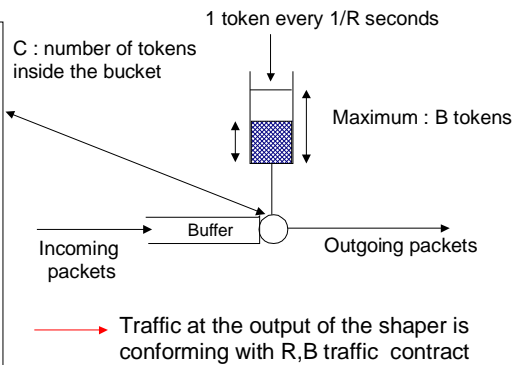 1 token every 1/R seconds
C : number of tokens
inside the bucket
Maximum : B tokens
Buffer
Incoming
packets
Outgoing packets
Traffic at the output of the shaper is
conforming with R,B traffic contract